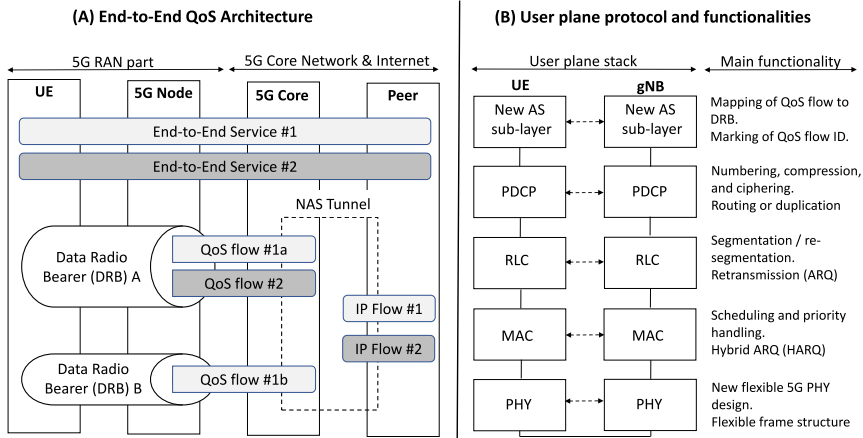 (A) End-to-End QoS Architecture
5G RAN part
5G Core Network & Internet
UE
5G Node
5G Core
Peer
End-to-End Service #1
End-to-End Service #2
NAS Tunnel
Data Radio
Bearer (DRB) A
QoS flow #1a
QoS flow #2
IP Flow #1
IP Flow #2
Data Radio
Bearer (DRB) B
QoS flow #1b
(B) User plane protocol and functionalities
User plane stack
Main functionality
UE
gNB
New AS
sub-layer
New AS
sub-layer
Mapping of QoS flow to
DRB.
Marking of QoS flow ID.
PDCP
PDCP
Numbering, compression,
and ciphering.
Routing or duplication
RLC
RLC
Segmentation / re-
segmentation.
Retransmission (ARQ)
MAC
MAC
Scheduling and priority
handling.
Hybrid ARQ (HARQ)
PHY
PHY
New flexible 5G PHY
design.
Flexible frame structure